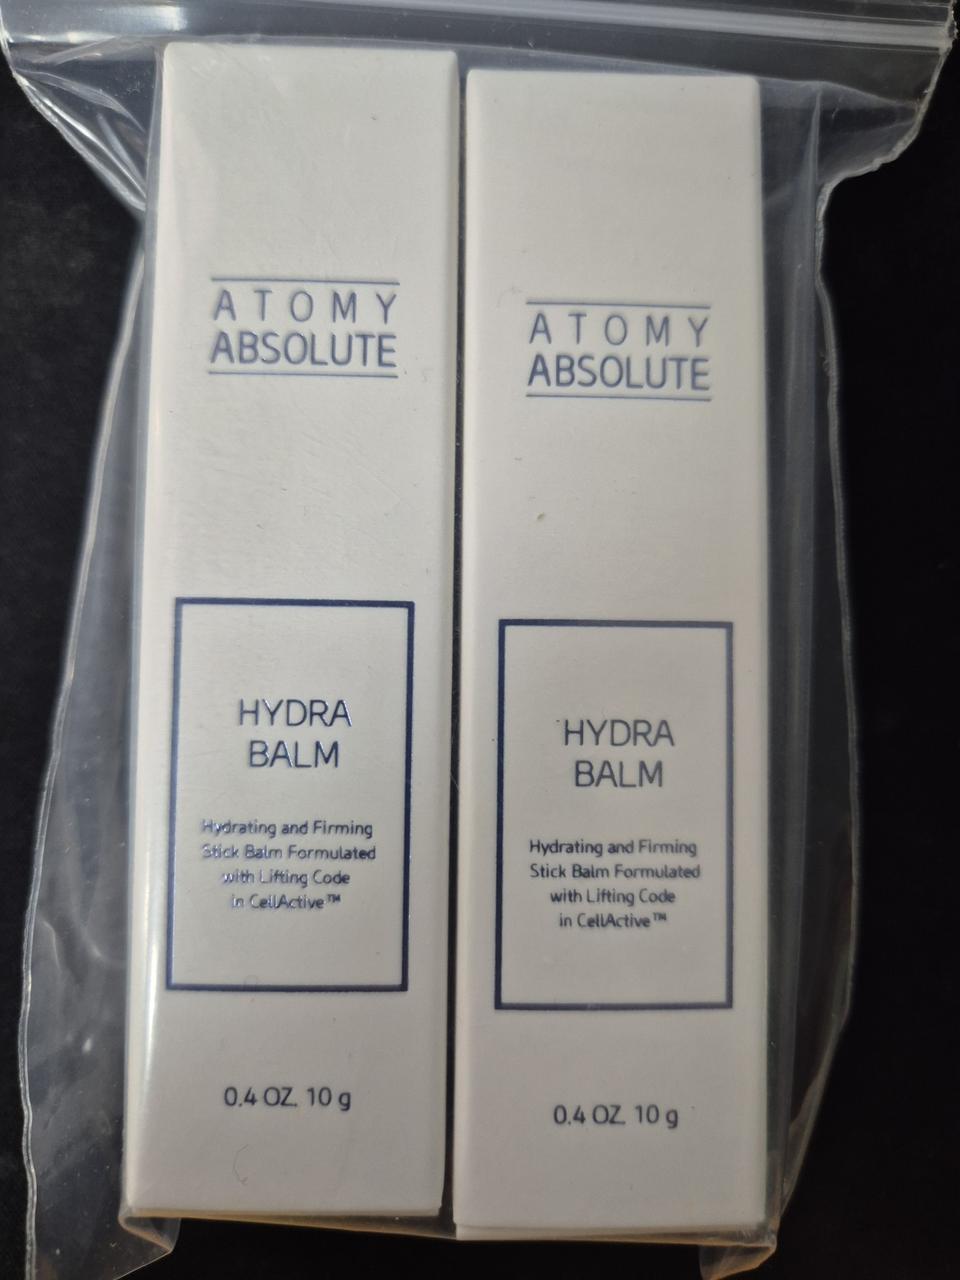 ATOMY
ABSOLUTE
HYDRA
BALM
Hydrating and Firming
Stick Balm Formulated
with Lifting Code
in CellActive™
0.4 OZ. 10 g
ATOMY
ABSOLUTE
HYDRA
BALM
Hydrating and Firming
Stick Balm Formulated
with Lifting Code
in CellActive™
0.4 OZ. 10 g